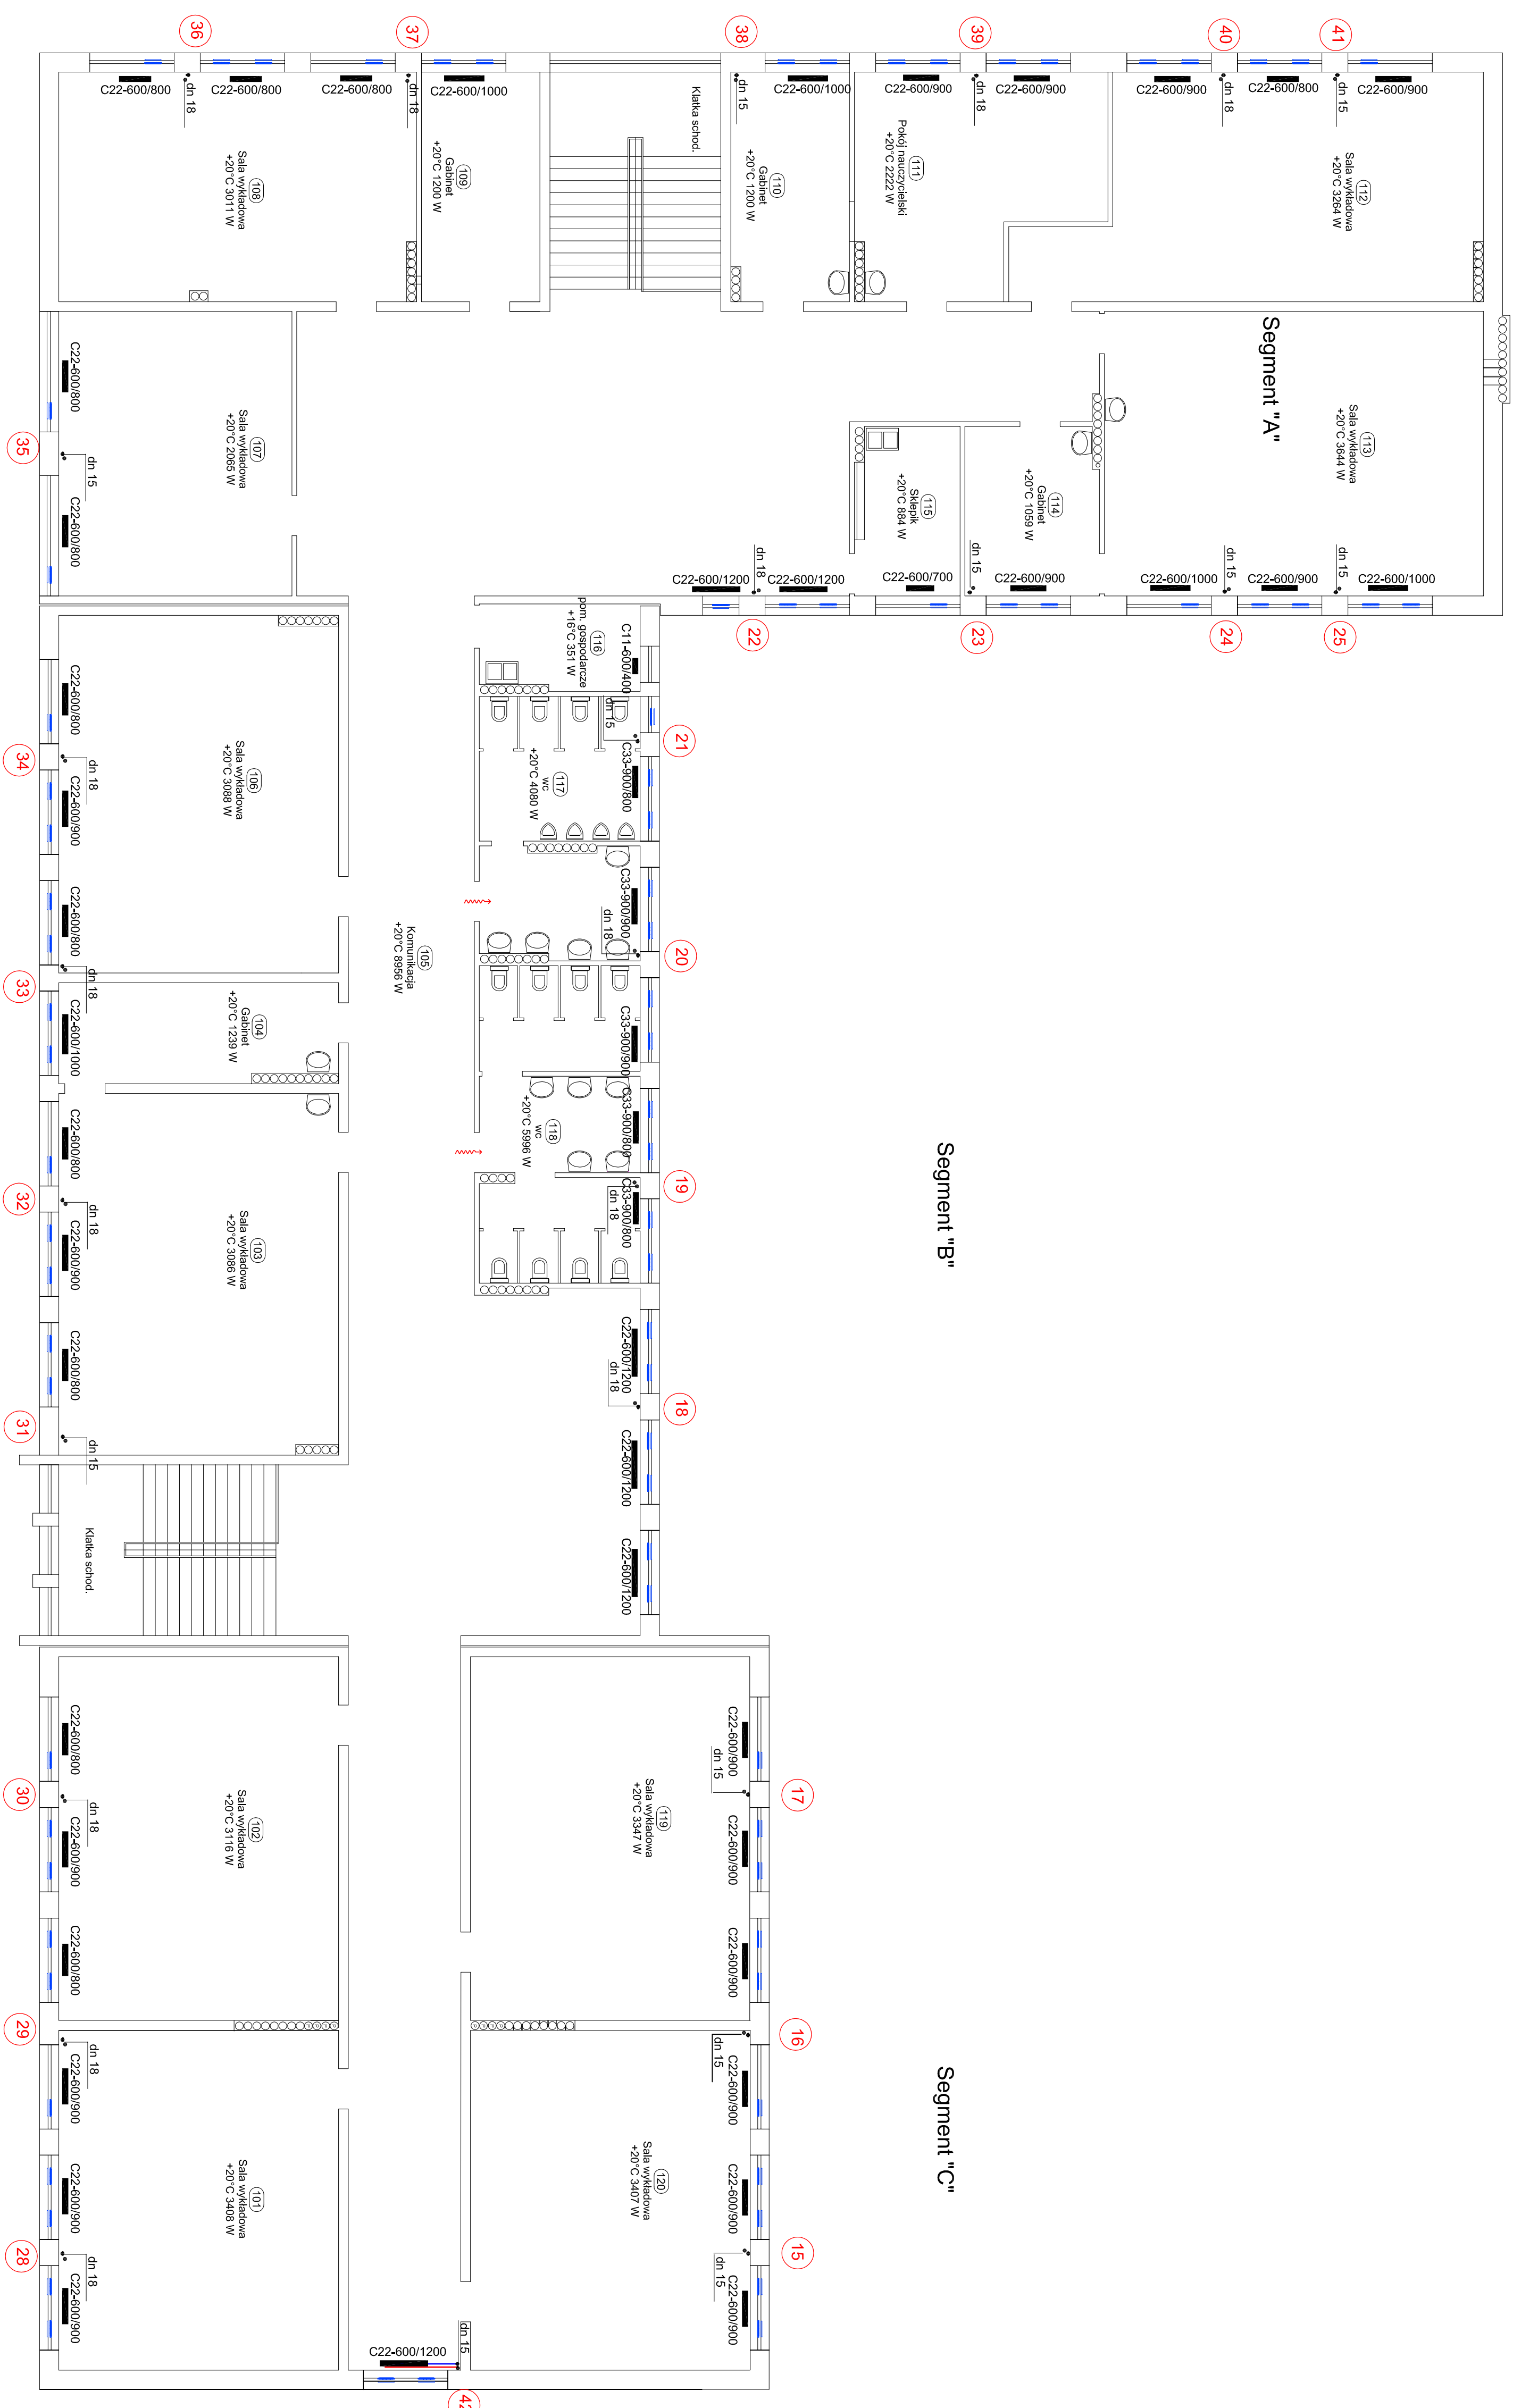 36
37
38
39
40
41
C22-600/800
dn 18
C22-600/800
C22-600/800
dn 18
C22-600/1000
Klatka schod.
dn 15
C22-600/1000
C22-600/900
dn 18
C22-600/900
C22-600/900
dn 18
C22-600/800
dn 15
C22-600/900
108
Sala wykładowa
+20°C 3011 W
109
Gabinet
+20°C 1200 W
110
Gabinet
+20°C 1200 W
111
Pokój nauczycielski
+20°C 2222 W
112
Sala wykładowa
+20°C 3264 W
Segment "A"
113
Sala wykładowa
+20°C 3644 W
114
Gabinet
+20°C 1059 W
115
Sklepik
+20°C 884 W
107
Sala wykładowa
+20°C 2065 W
C22-600/800
35
dn 15
C22-600/800
C22-600/1200
dn 18
C22-600/1200
C22-600/700
dn 15
C22-600/900
C22-600/1000
dn 15
C22-600/900
dn 15
C22-600/1000
22
23
24
25
116
pom. gospodarcze
+16°C 351 W
C11-600/400
dn 15
21
117
wc
+20°C 4080 W
C33-900/800
C33-900/900
dn 18
20
C33-900/900
118
wc
+20°C 5996 W
C33-900/800
19
C33-900/800
dn 18
C22-600/1200
dn 18
18
C22-600/1200
C22-600/1200
105
Komunikacja
+20°C 8956 W
106
Sala wykładowa
+20°C 3088 W
C22-600/800
34
dn 18
C22-600/900
C22-600/800
33
dn 18
104
Gabinet
+20°C 1239 W
C22-600/1000
C22-600/800
32
dn 18
103
Sala wykładowa
+20°C 3086 W
C22-600/900
C22-600/800
31
dn 15
Klatka schod.
Segment "B"
Segment "C"
C22-600/900
dn 15
17
119
Sala wykładowa
+20°C 3347 W
C22-600/900
C22-600/900
16
dn 15
C22-600/900
120
Sala wykładowa
+20°C 3407 W
C22-600/900
15
dn 15
C22-600/900
C22-600/800
30
dn 18
102
Sala wykładowa
+20°C 3116 W
C22-600/900
C22-600/800
29
dn 18
C22-600/900
101
Sala wykładowa
+20°C 3408 W
C22-600/900
28
dn 18
C22-600/900
C22-600/1200
dn 15
42